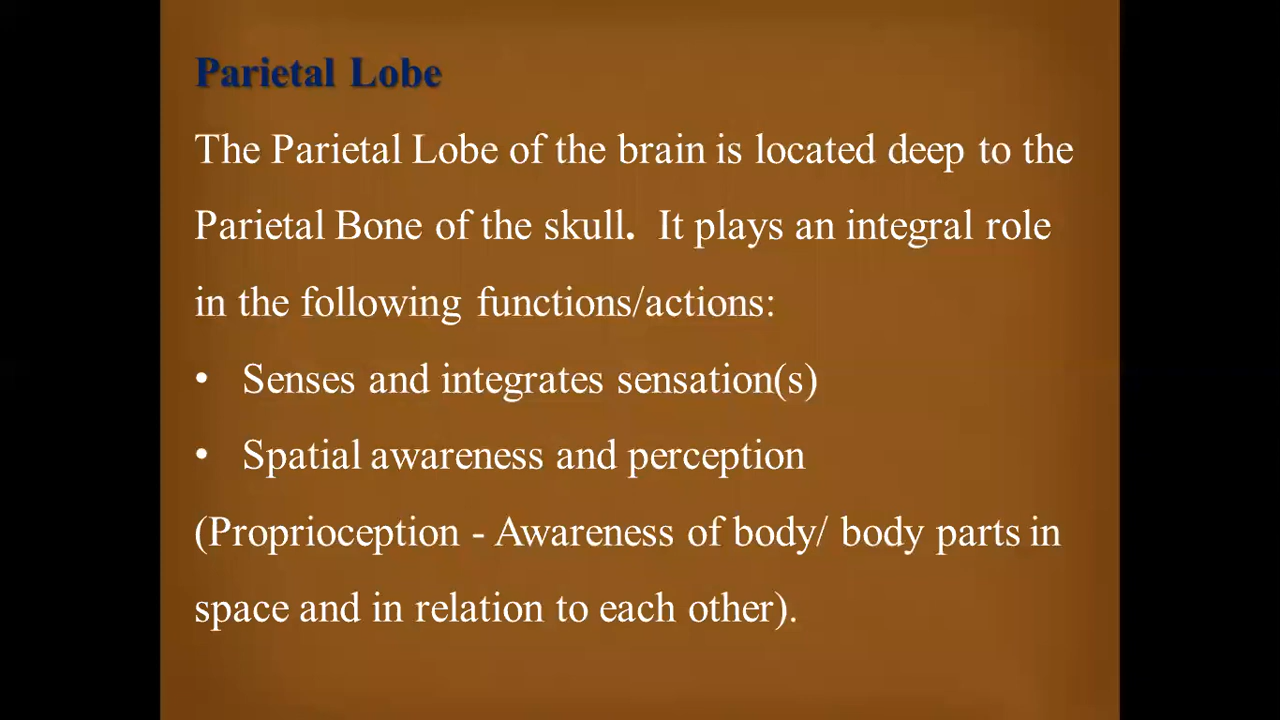 Parietal Lobe
The Parietal Lobe of the brain is located deep to the
Parietal Bone of the skull.  It plays an integral role
in the following functions/actions:
• Senses and integrates sensation(s)
• Spatial awareness and perception
(Proprioception - Awareness of body/ body parts in
space and in relation to each other).